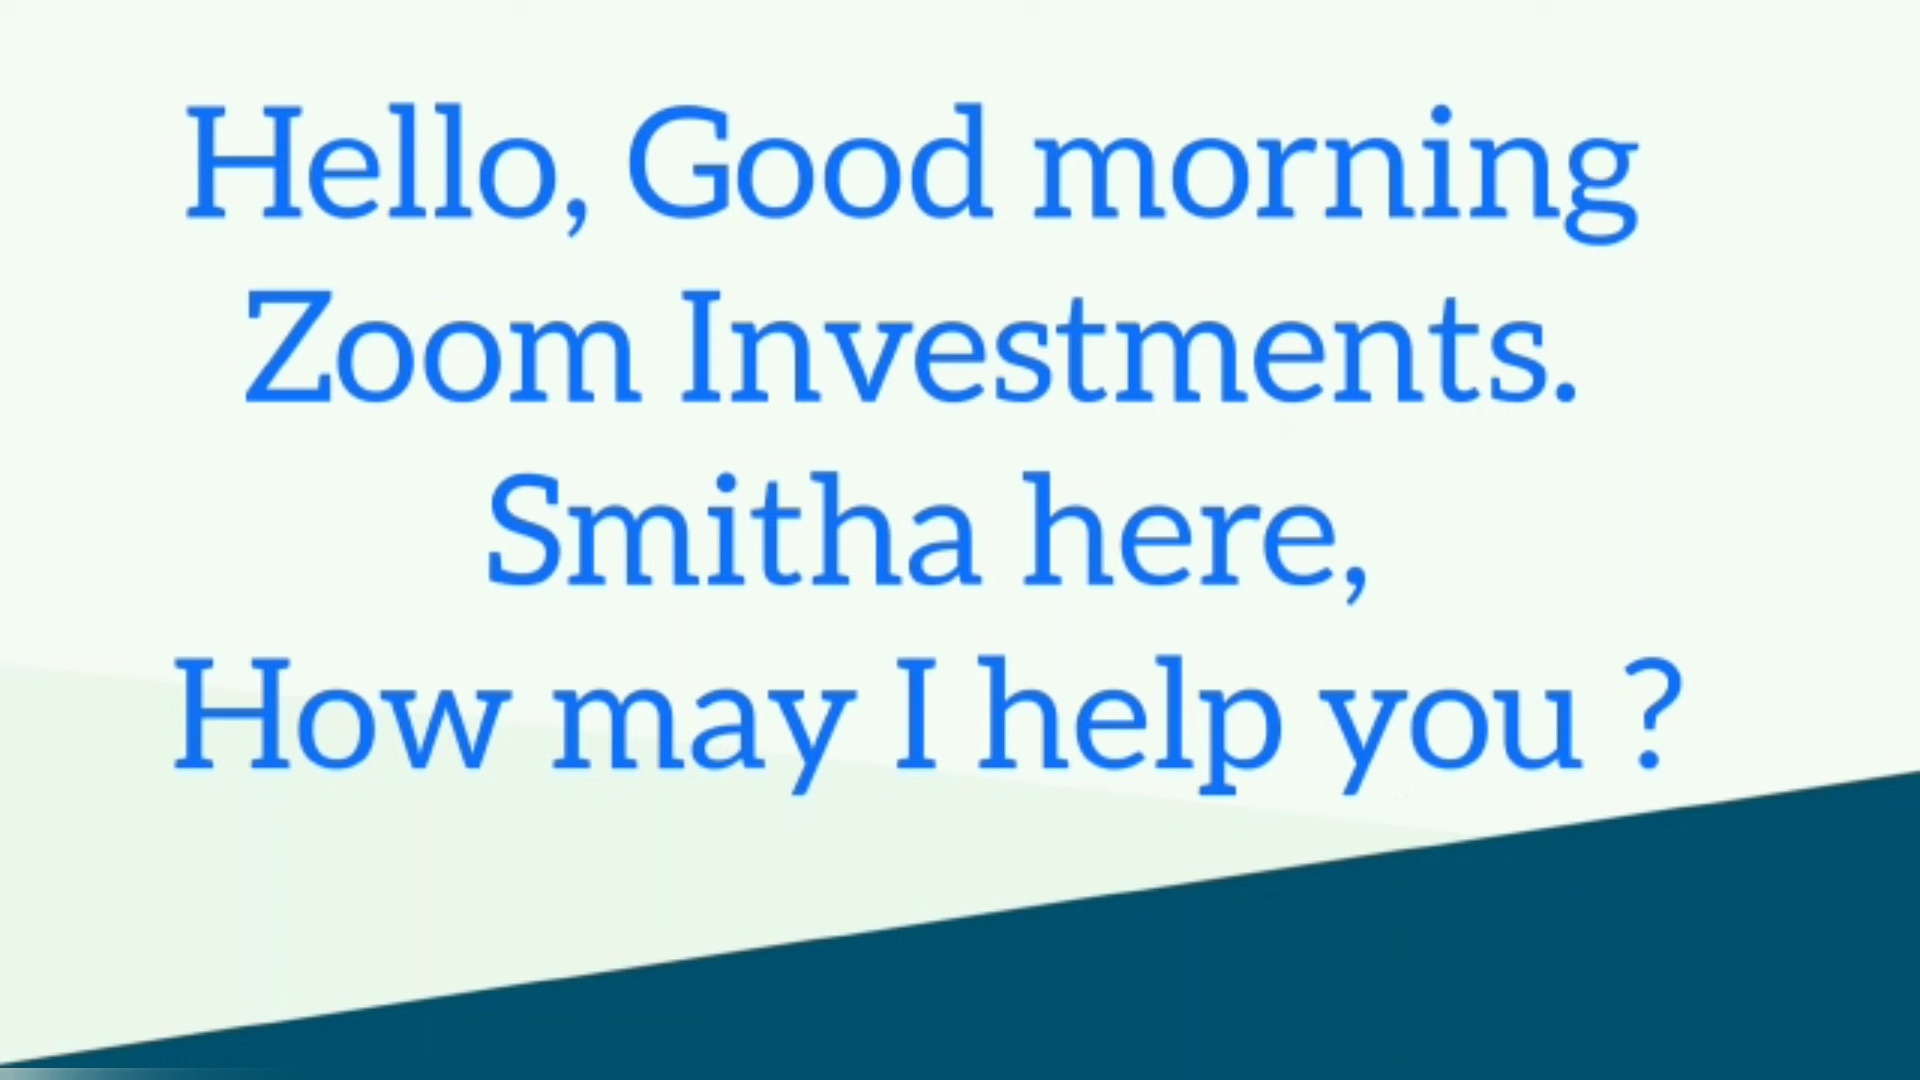 Hello, Good morning
Zoom Investments.
Smitha here,
How may I help you ?